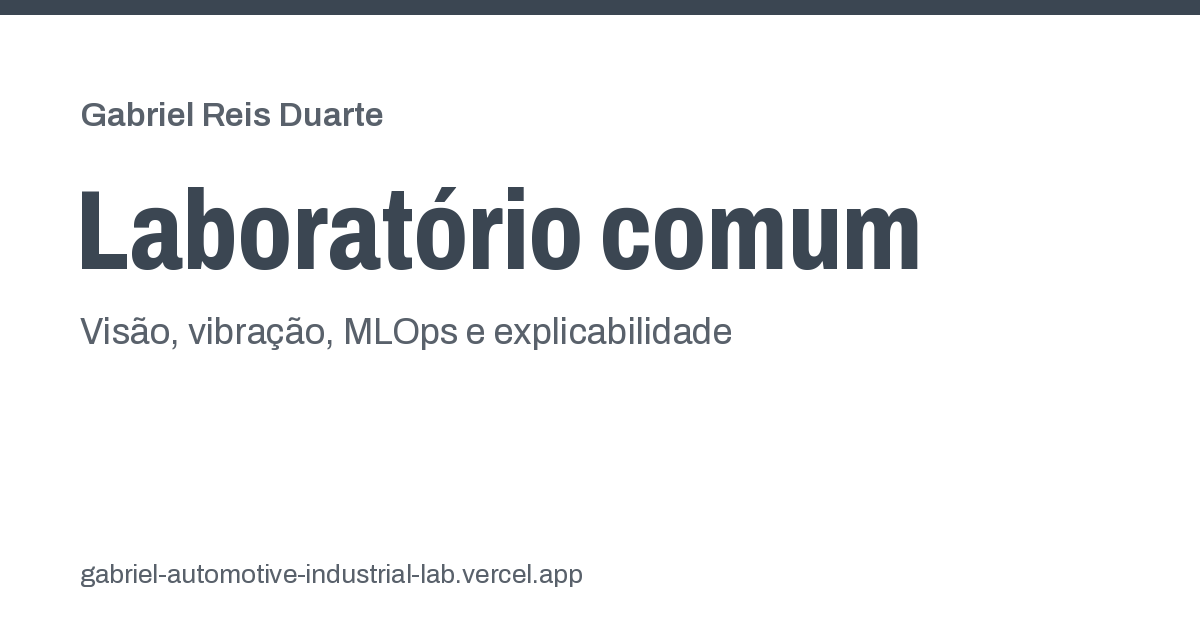 Gabriel Reis Duarte
Laboratório comum
Visão, vibração, MLOps e explicabilidade
gabriel-automotive-industrial-lab.vercel.app